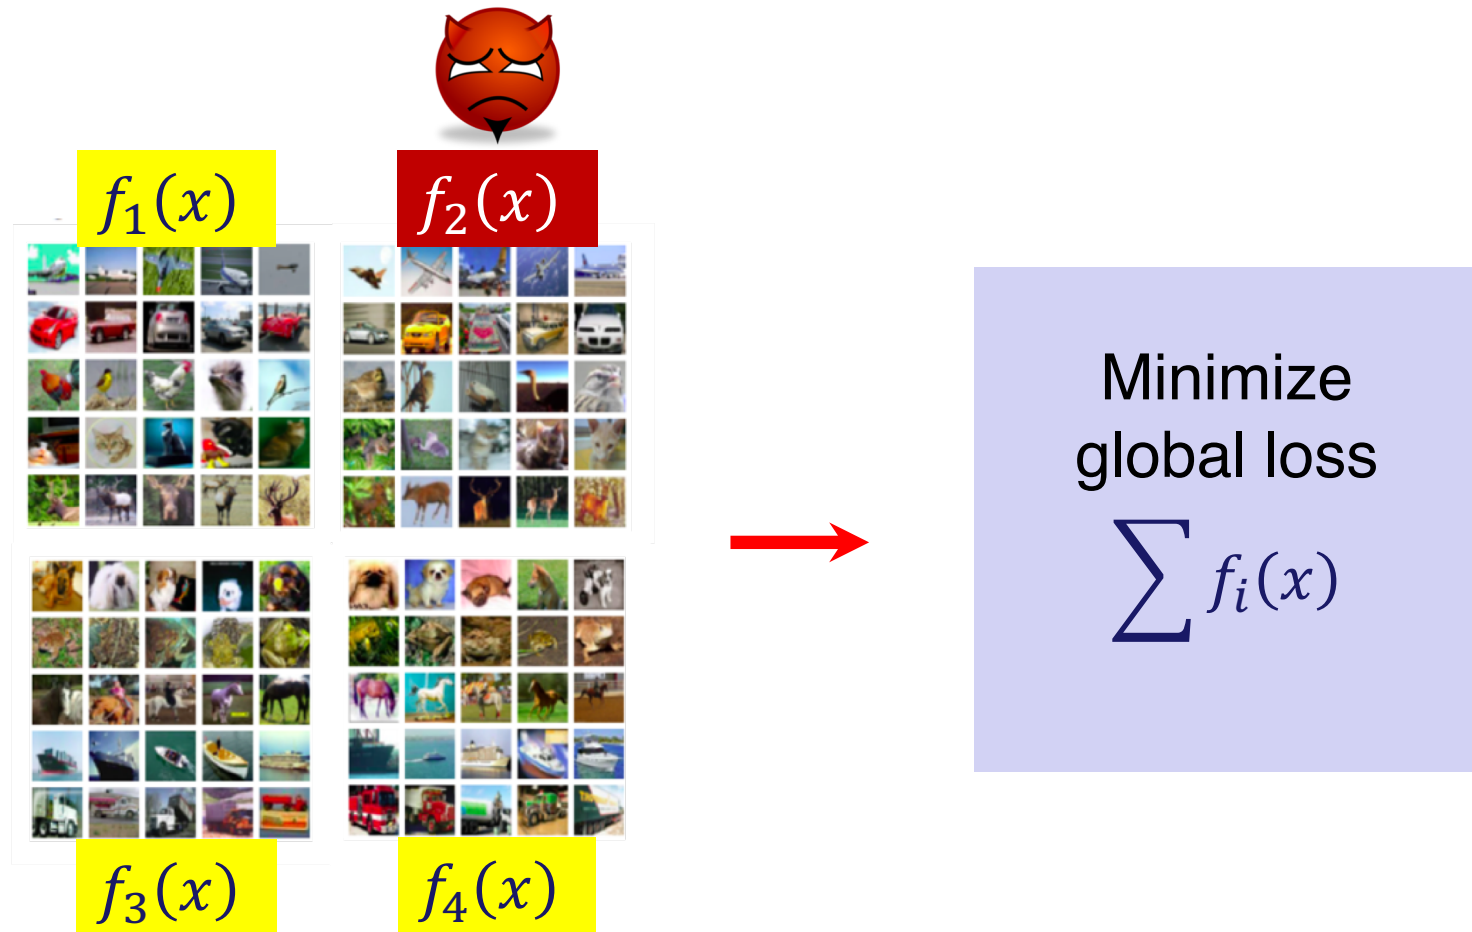 f₁(x)
f₂(x)
f₃(x)
f₄(x)
Minimize
global loss
∑ fᵢ(x)